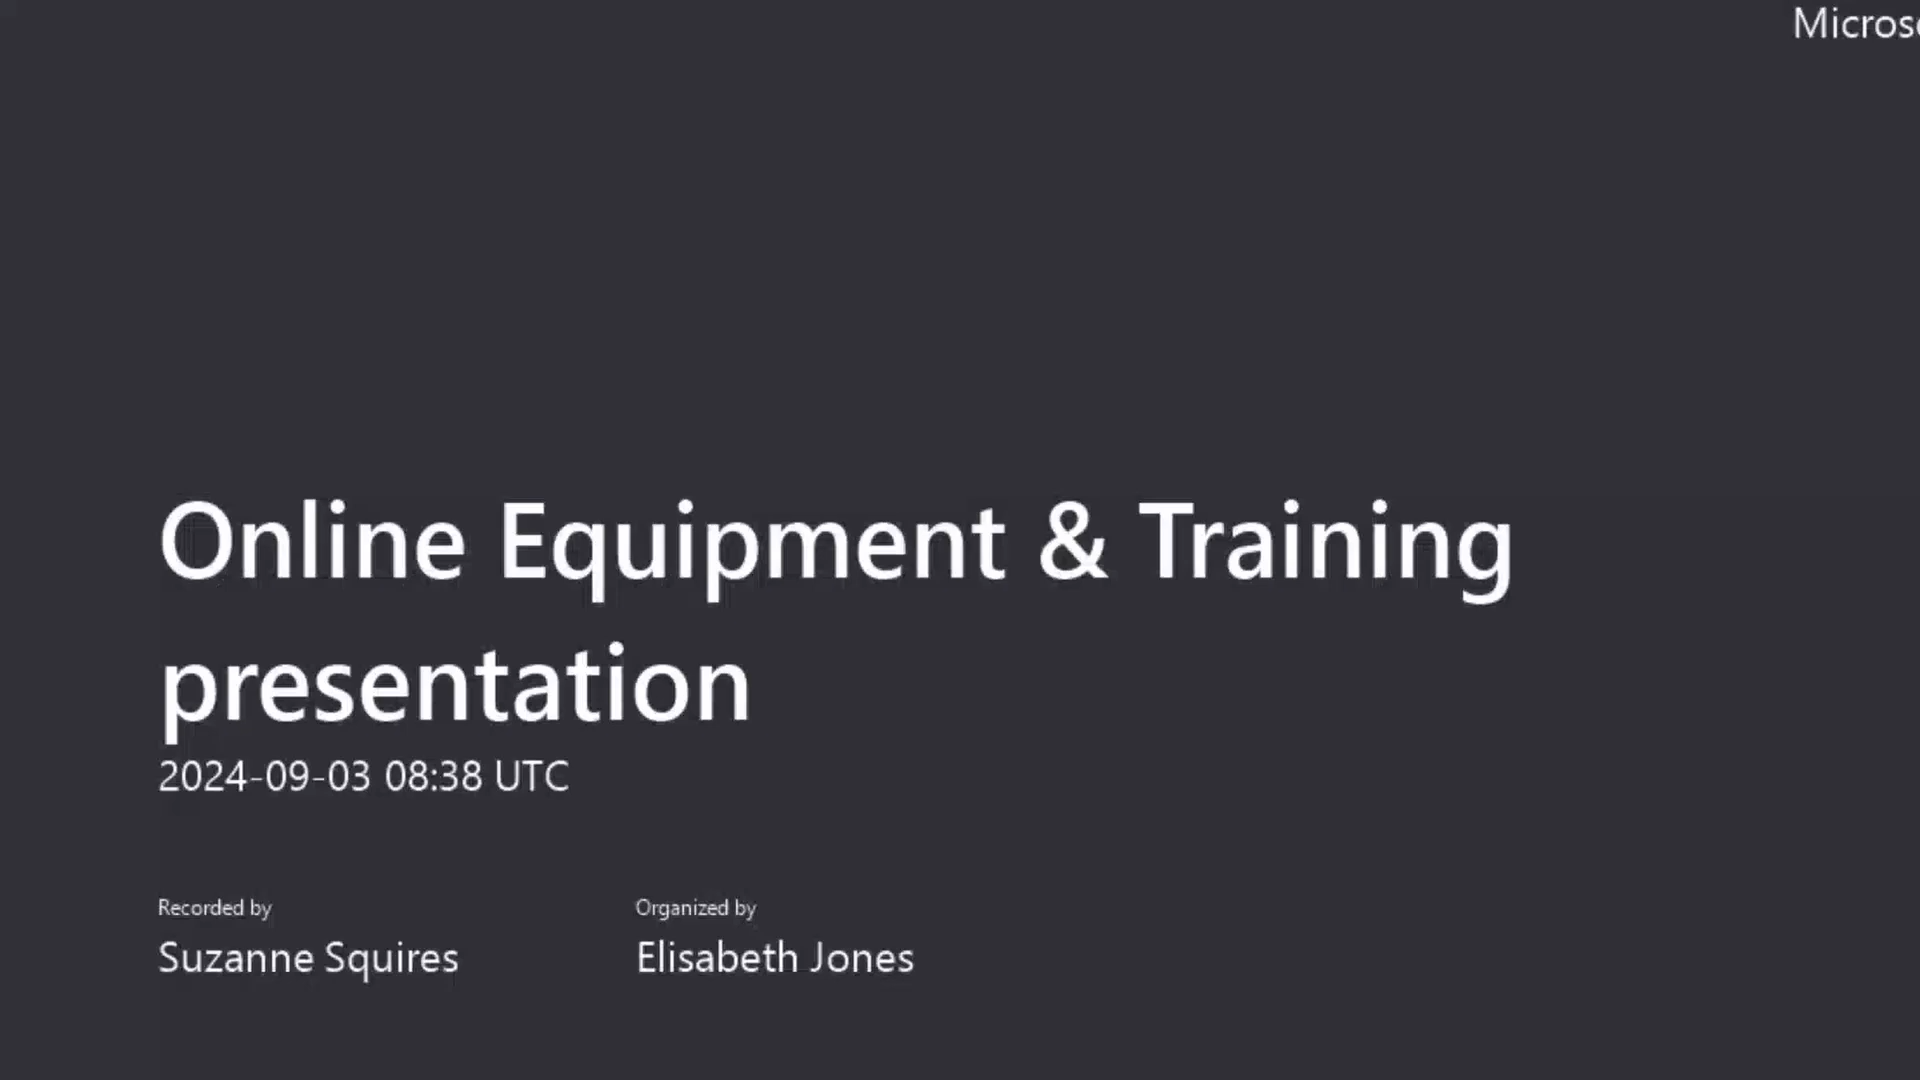 Online Equipment & Training
presentation
2024-09-03 08:38 UTC
Recorded by
Suzanne Squires
Organized by
Elisabeth Jones